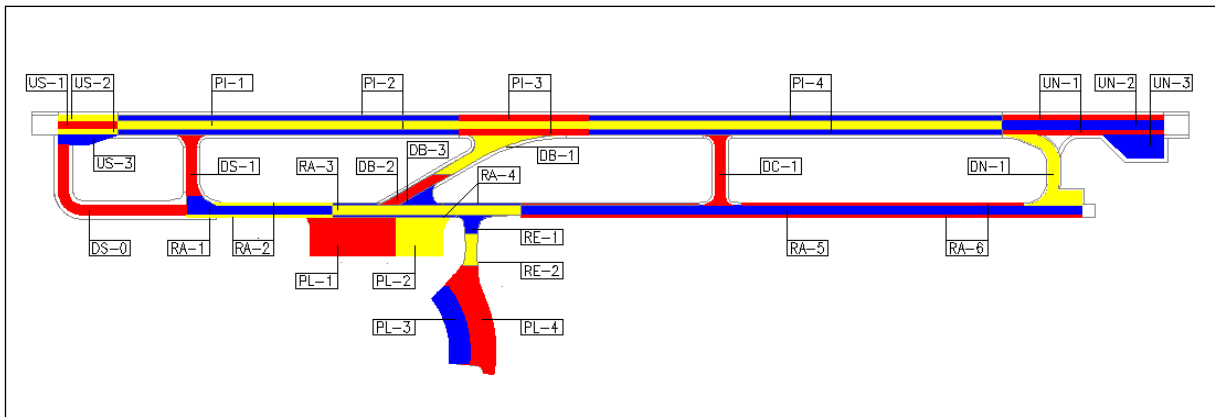 US-1 US-2 PI-1 PI-2 PI-3 PI-4 UN-1 UN-2 UN-3
US-3 DS-1 RA-3 DB-2 DB-3 DB-1 RA-4 DC-1 DN-1
DS-0 RA-1 RA-2 RE-1 RA-5 RA-6
PL-1 PL-2 RE-2
PL-3 PL-4